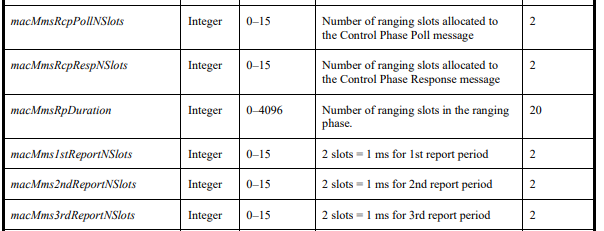 macMmsRcpPollNSlots Integer 0–15 Number of ranging slots allocated to 2
the Control Phase Poll message
macMmsRcpRespNSlots Integer 0–15 Number of ranging slots allocated to 2
the Control Phase Response message
macMmsRpDuration Integer 0–4096 Number of ranging slots in the ranging 20
phase.
macMms1stReportNSlots Integer 0–15 2 slots = 1 ms for 1st report period 2
macMms2ndReportNSlots Integer 0–15 2 slots = 1 ms for 2nd report period 2
macMms3rdReportNSlots Integer 0–15 2 slots = 1 ms for 3rd report period 2